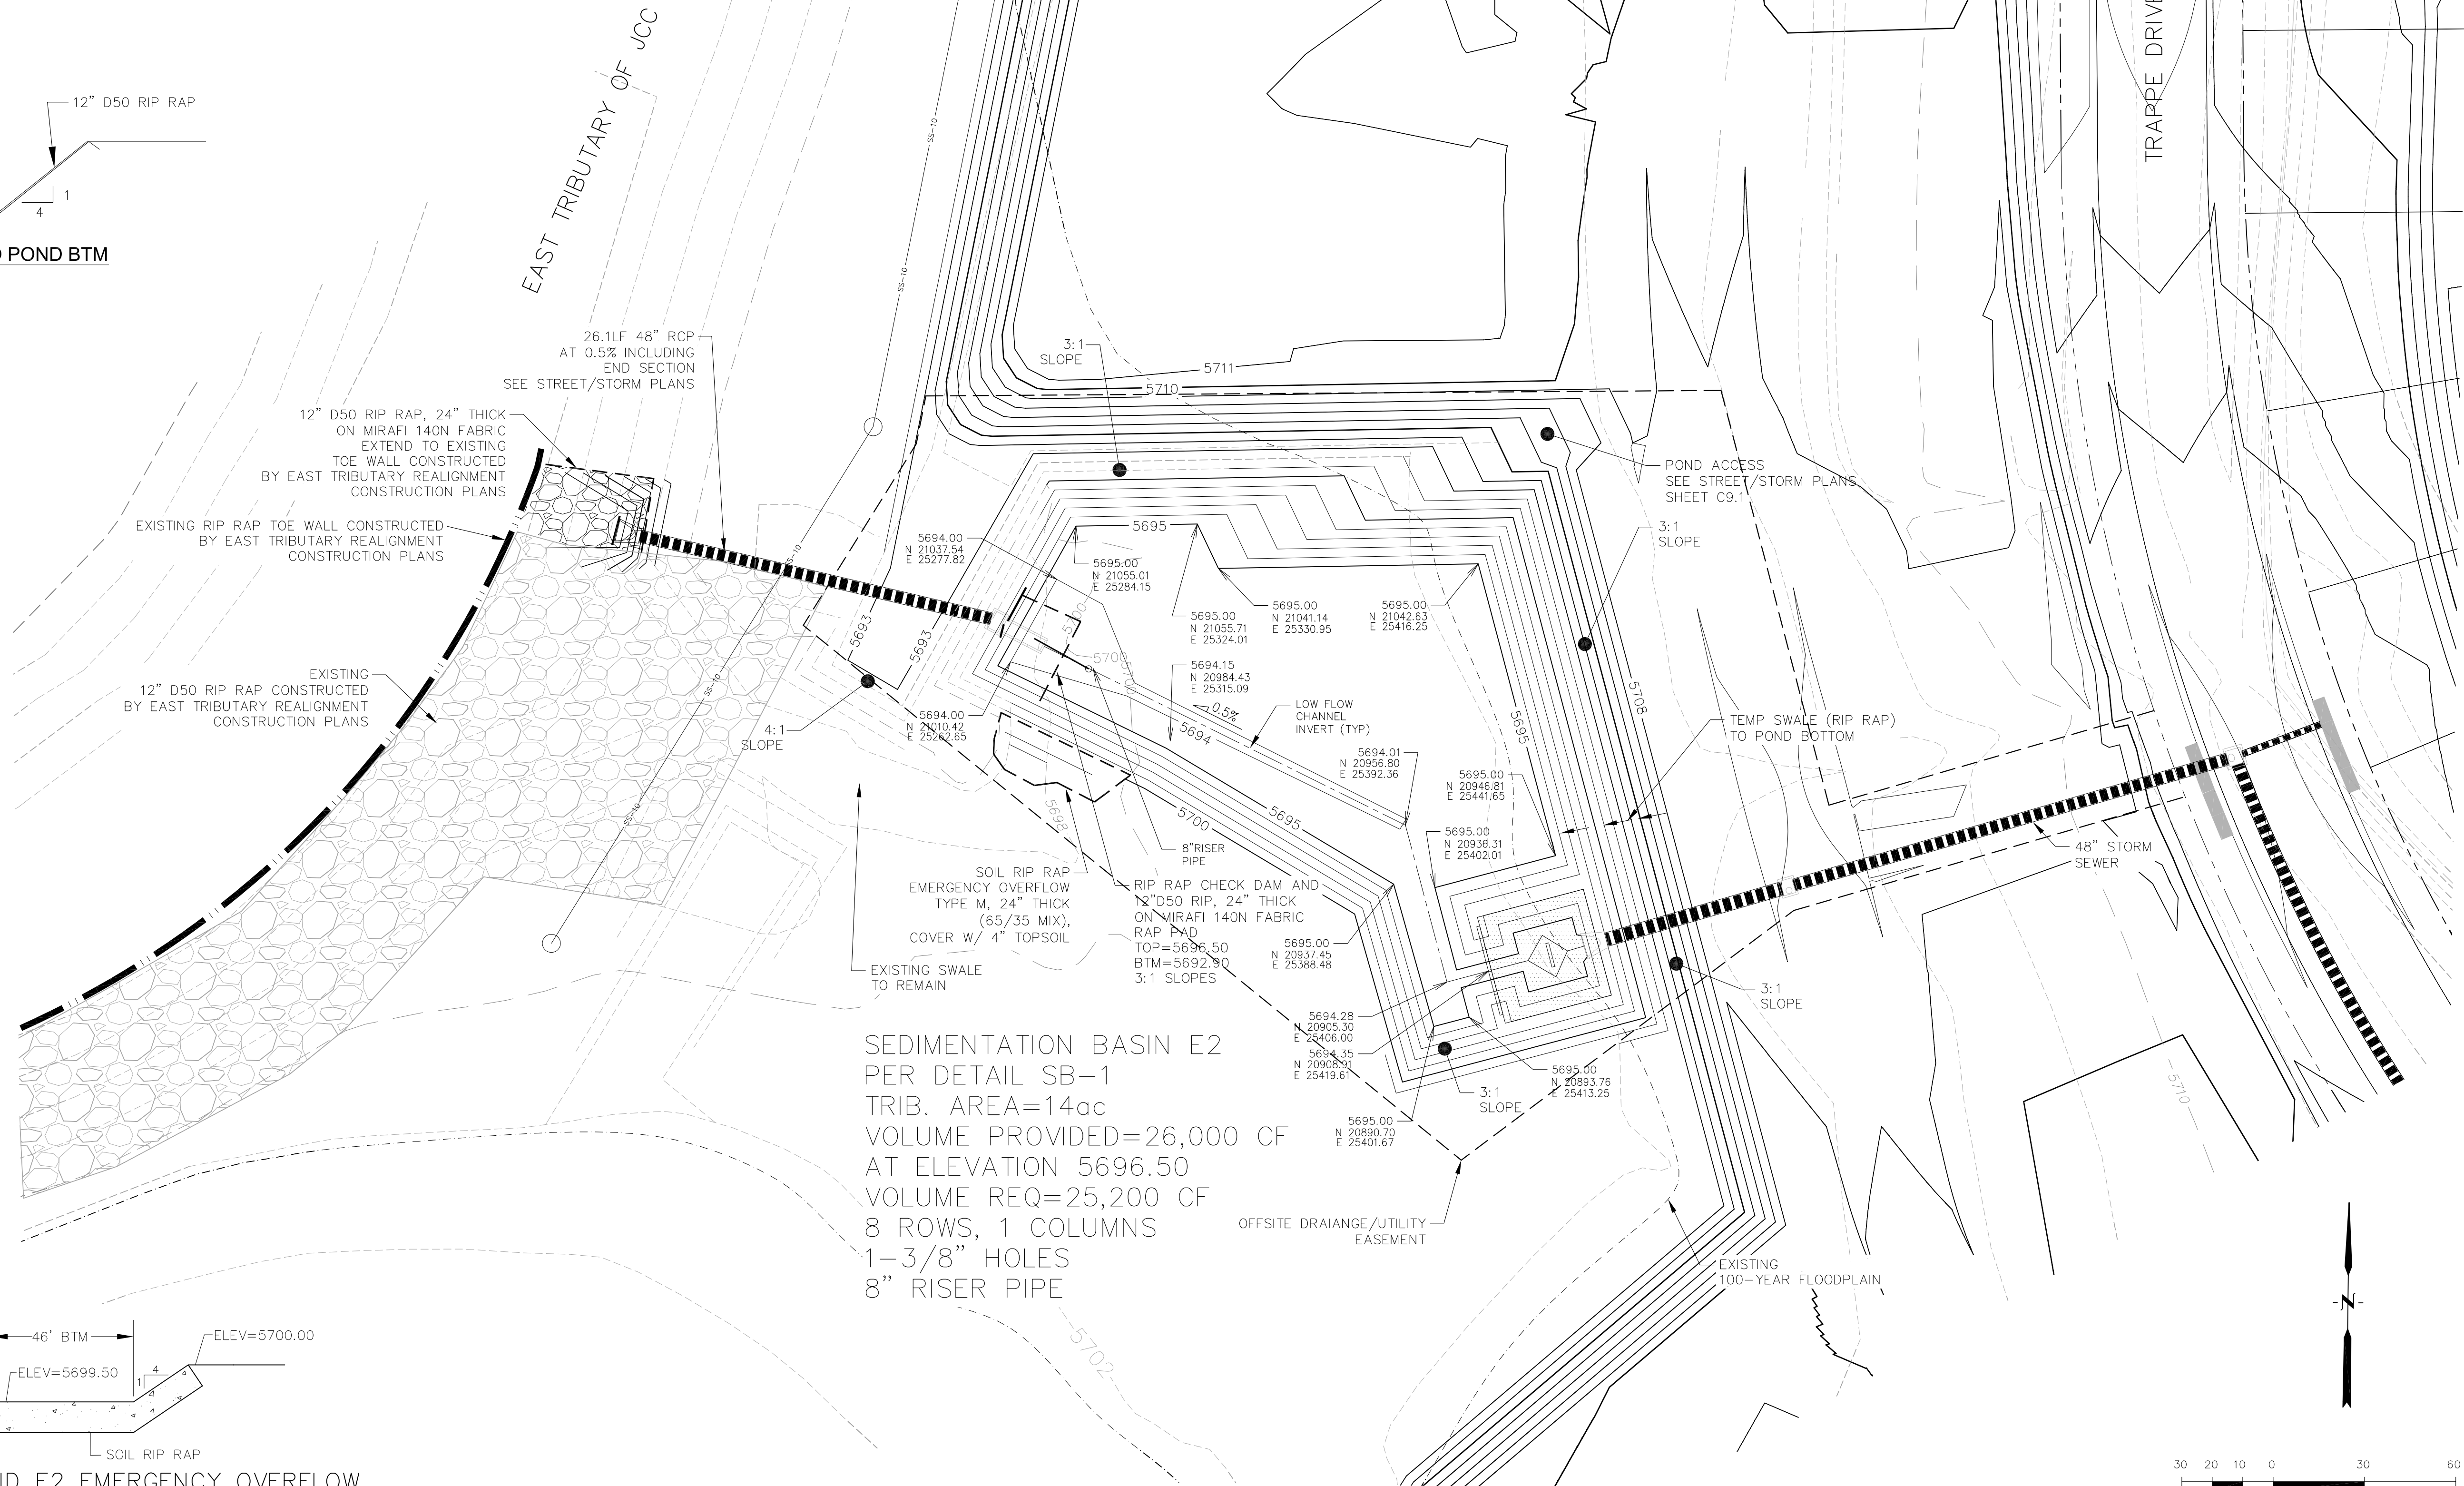 12” D50 RIP RAP
1
4
POND BTM
EAST TRIBUTARY OF JCC
TRAPPE DRIVE
26.1LF 48” RCP
AT 0.5% INCLUDING
END SECTION
SEE STREET/STORM PLANS
12” D50 RIP RAP, 24” THICK
ON MIRAFI 140N FABRIC
EXTEND TO EXISTING
TOE WALL CONSTRUCTED
BY EAST TRIBUTARY REALIGNMENT
CONSTRUCTION PLANS
EXISTING RIP RAP TOE WALL CONSTRUCTED
BY EAST TRIBUTARY REALIGNMENT
CONSTRUCTION PLANS
EXISTING
12” D50 RIP RAP CONSTRUCTED
BY EAST TRIBUTARY REALIGNMENT
CONSTRUCTION PLANS
SS-10
SS-10
SS-10
SS-10
SS-10
3:1
SLOPE
5711
5710
POND ACCESS
SEE STREET/STORM PLANS
SHEET C9.1
3:1
SLOPE
5694.00
N 21037.54
E 25277.82
5695
5695.00
N 21055.01
E 25284.15
5695.00
N 21055.71
E 25324.01
5695.00
N 21041.14
E 25330.95
5695.00
N 21042.63
E 25416.25
5693
5693
5700
5700
5700
5694.15
N 20984.43
E 25315.09
0.5%
5694
LOW FLOW
CHANNEL
INVERT (TYP)
5695
5708
TEMP SWALE (RIP RAP)
TO POND BOTTOM
4:1
SLOPE
5694.00
N 21010.42
E 25262.65
5694.01
N 20956.80
E 25392.36
5695.00
N 20946.81
E 25441.65
5698
5700
5695
5695.00
N 20936.31
E 25402.01
8”RISER
PIPE
48” STORM
SEWER
SOIL RIP RAP
EMERGENCY OVERFLOW
TYPE M, 24” THICK
(65/35 MIX),
COVER W/ 4” TOPSOIL
RIP RAP CHECK DAM AND
12”D50 RIP, 24” THICK
ON MIRAFI 140N FABRIC
RAP PAD
TOP=5696.50
BTM=5692.90
3:1 SLOPES
5695.00
N 20937.45
E 25388.48
EXISTING SWALE
TO REMAIN
3:1
SLOPE
5694.28
N 20905.30
E 25406.00
5694.35
N 20908.91
E 25419.61
3:1
SLOPE
5695.00
N 20893.76
E 25413.25
5695.00
N 20890.70
E 25401.67
5710
SEDIMENTATION BASIN E2
PER DETAIL SB-1
TRIB. AREA=14ac
VOLUME PROVIDED=26,000 CF
AT ELEVATION 5696.50
VOLUME REQ=25,200 CF
8 ROWS, 1 COLUMNS
1-3/8” HOLES
8” RISER PIPE
OFFSITE DRAIANGE/UTILITY
EASEMENT
EXISTING
100-YEAR FLOODPLAIN
5702
N
46’ BTM
ELEV=5700.00
ELEV=5699.50
4
1
SOIL RIP RAP
E2 EMERGENCY OVERFLOW
30 20 10 0 30 60